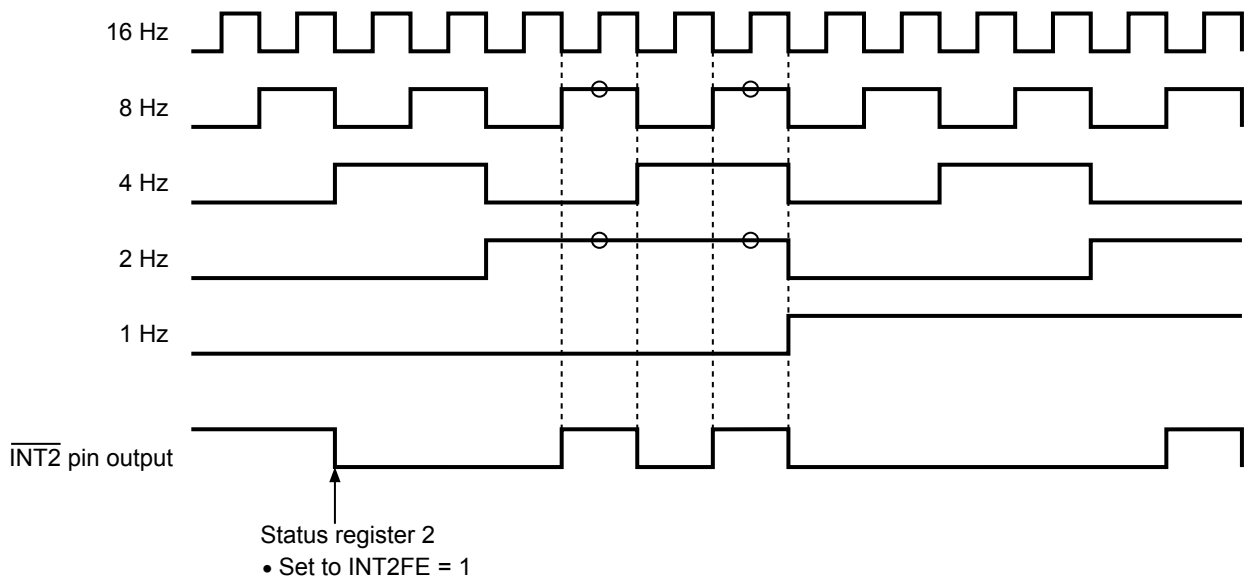 16 Hz
8 Hz
4 Hz
2 Hz
1 Hz
INT2 pin output
Status register 2
• Set to INT2FE = 1